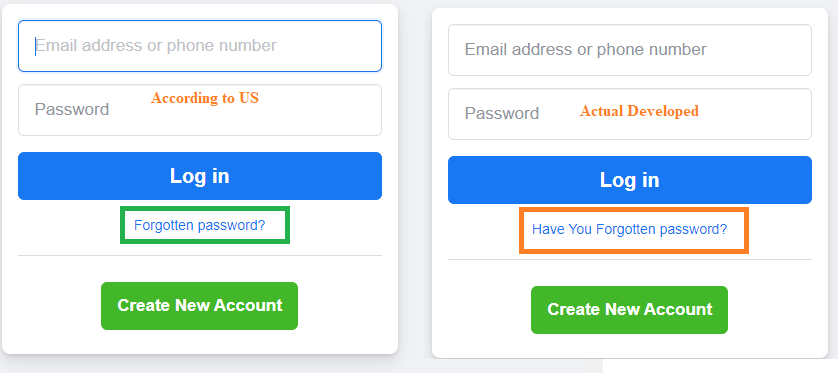 Email address or phone number
According to US
Password
Log in
Forgotten password?
Create New Account
Email address or phone number
Password
Actual Developed
Log in
Have You Forgotten password?
Create New Account